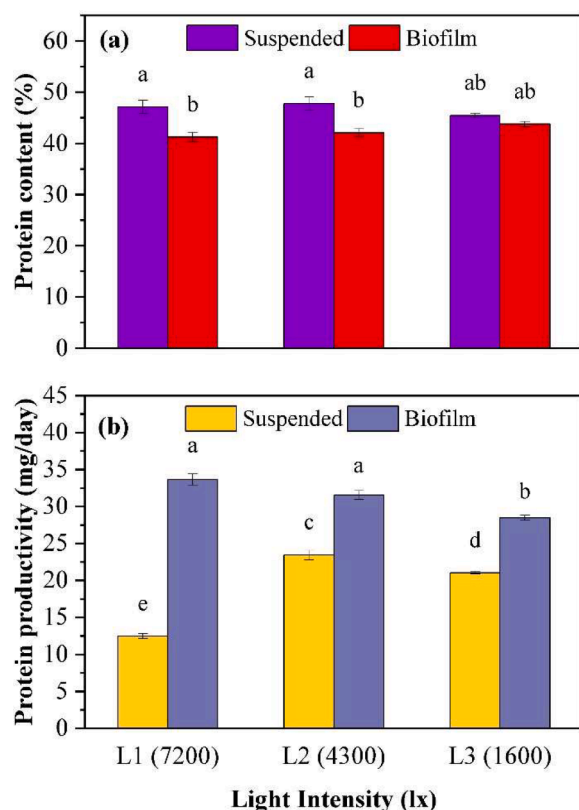 (a)
Suspended Biofilm
Protein content (%)
60
50
40
30
20
10
0
a b a b ab ab
(b)
Suspended Biofilm
Protein productivity (mg/day)
45
40
35
30
25
20
15
10
5
0
e a c a d b
L1 (7200) L2 (4300) L3 (1600)
Light Intensity (lx)